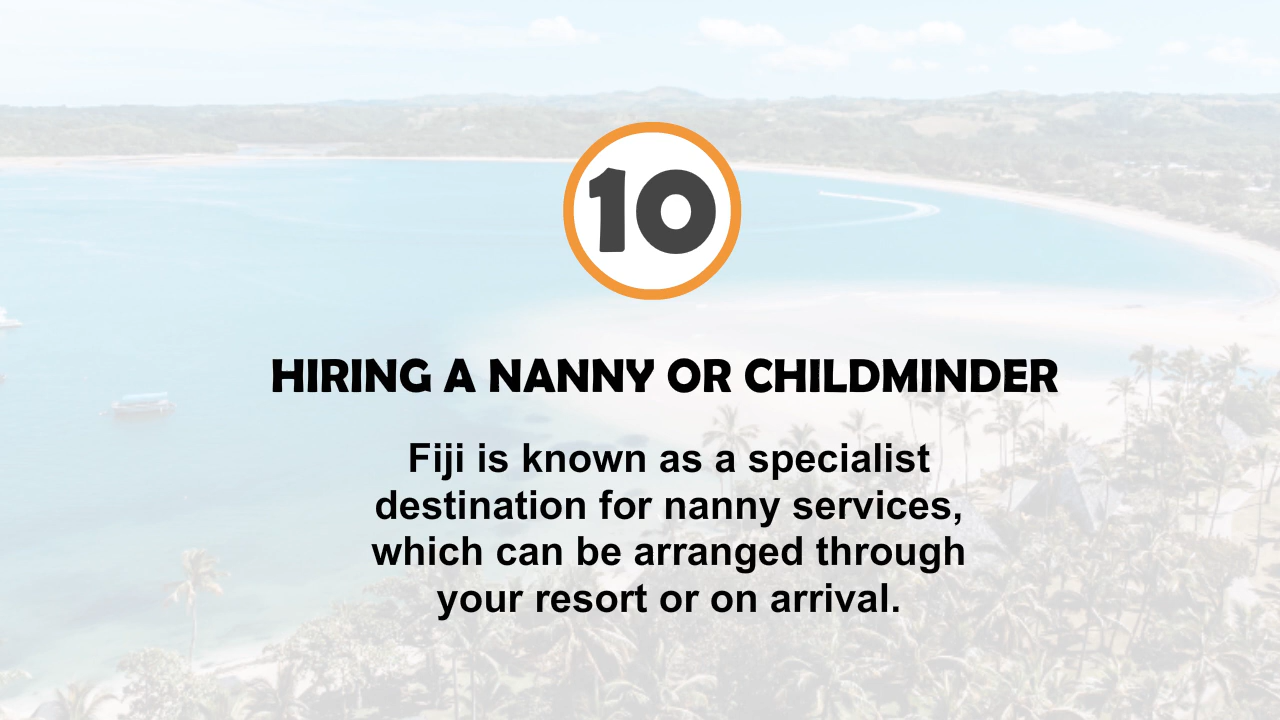 10
HIRING A NANNY OR CHILDMINDER
Fiji is known as a specialist
destination for nanny services,
which can be arranged through
your resort or on arrival.